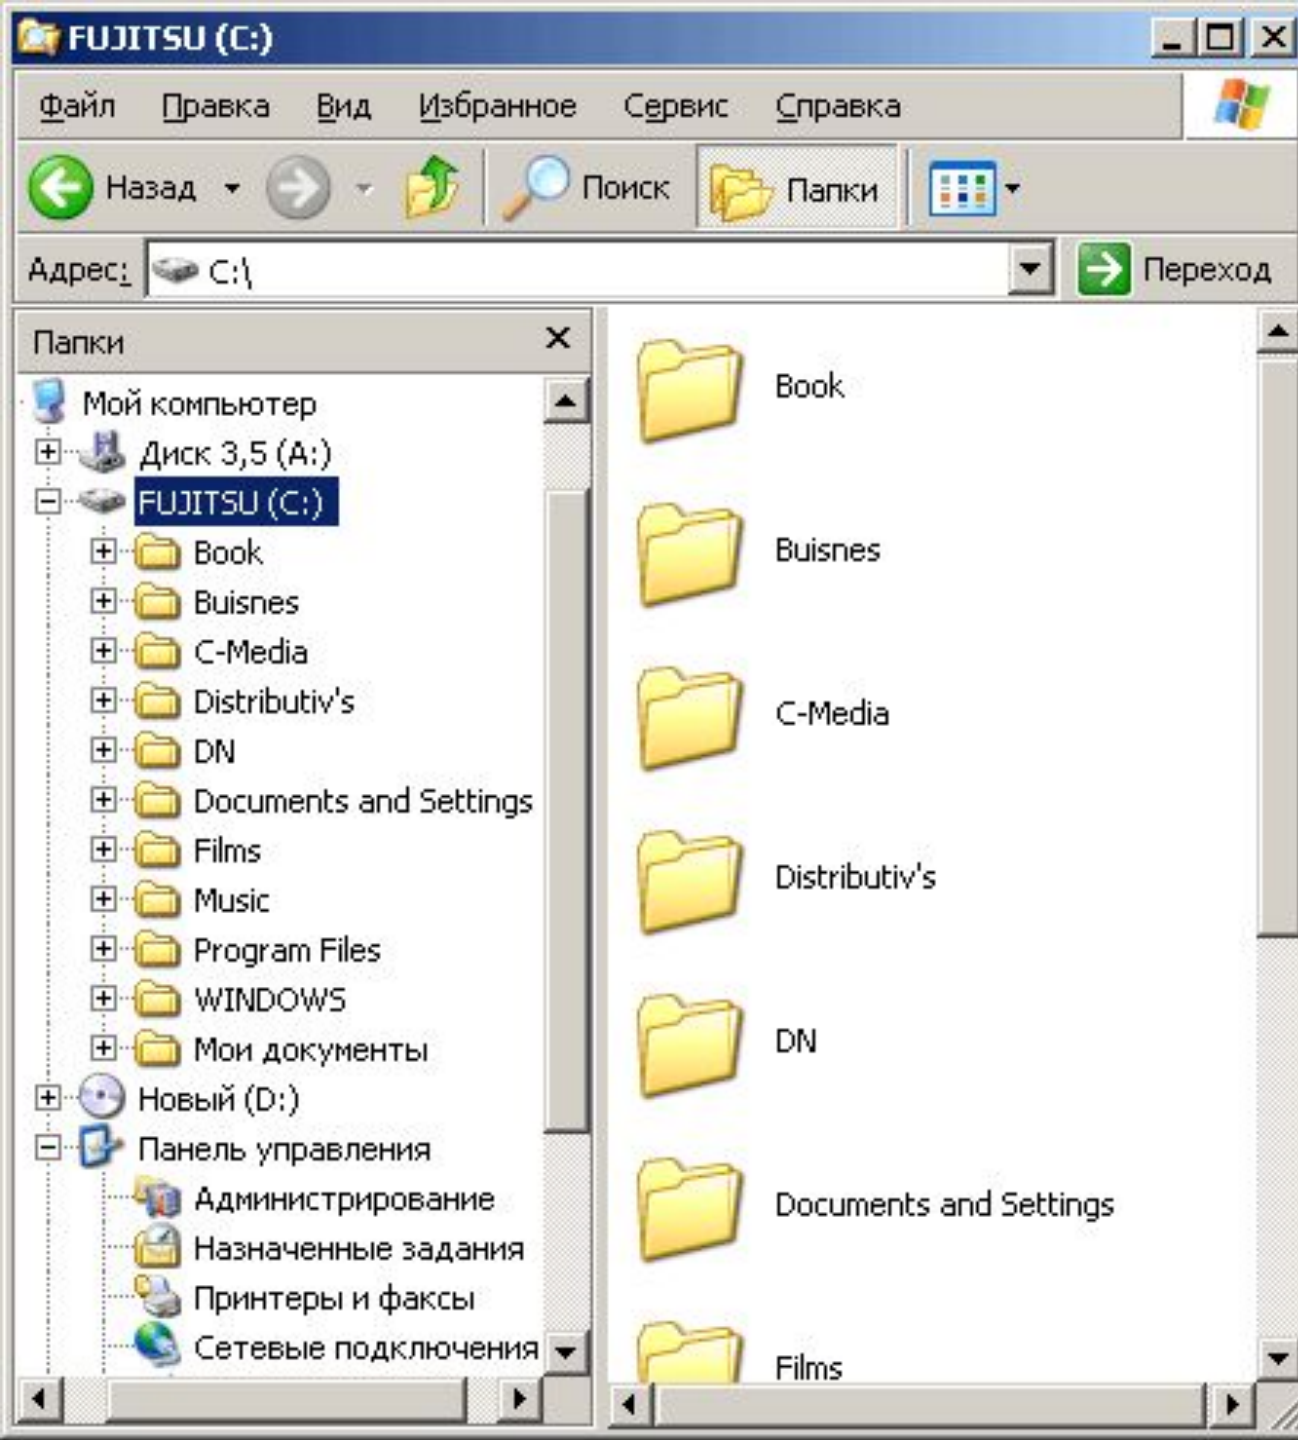 FUJITSU (C:)
Файл Правка Вид Избранное Сервис Справка
Назад Поиск Папки
Адрес: C:\ Переход
Папки
Мой компьютер
Диск 3,5 (A:)
FUJITSU (C:)
Book
Buisnes
C-Media
Distributiv's
DN
Documents and Settings
Films
Music
Program Files
WINDOWS
Мои документы
Новый (D:)
Панель управления
Администрирование
Назначенные задания
Принтеры и факсы
Сетевые подключения
Book
Buisnes
C-Media
Distributiv's
DN
Documents and Settings
Films